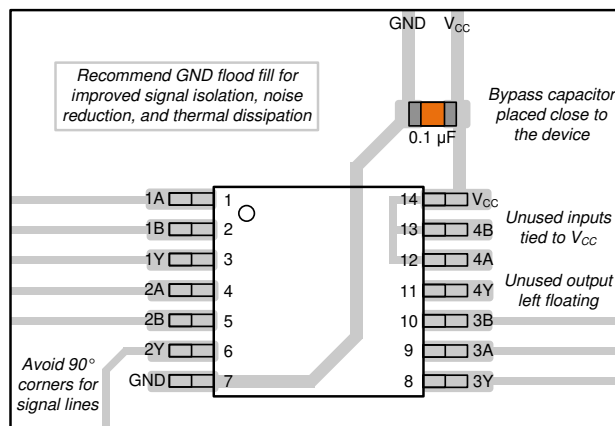 GND VCC
Recommend GND flood fill for
improved signal isolation, noise
reduction, and thermal dissipation
Bypass capacitor
placed close to
the device
0.1 µF
1A 1 14 VCC
1B 2 13 4B
1Y 3 12 4A
2A 4 11 4Y
2B 5 10 3B
2Y 6 9 3A
GND 7 8 3Y
Unused inputs
tied to VCC
Unused output
left floating
Avoid 90°
corners for
signal lines